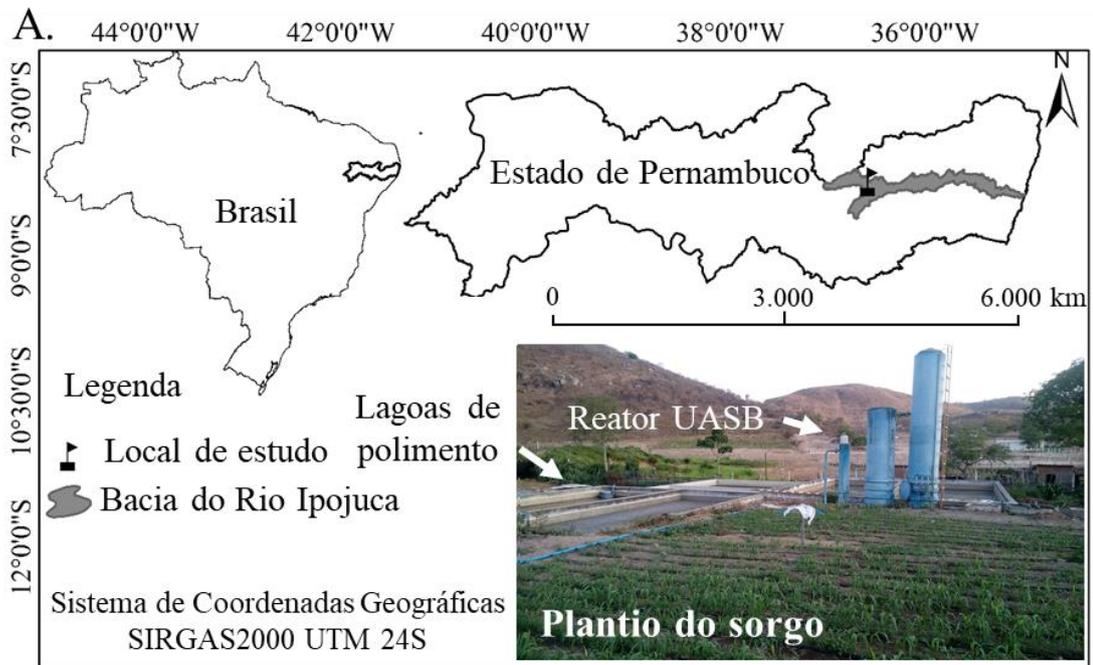 A.
44°0'0"W 42°0'0"W 40°0'0"W 38°0'0"W 36°0'0"W
7°30'0"S
9°0'0"S
10°30'0"S
12°0'0"S
N
Brasil
Estado de Pernambuco
0 3.000 6.000 km
Legenda
Local de estudo
Bacia do Rio Ipojuca
Lagoas de
polimento
Reator UASB
Plantio do sorgo
Sistema de Coordenadas Geográficas
SIRGAS2000 UTM 24S